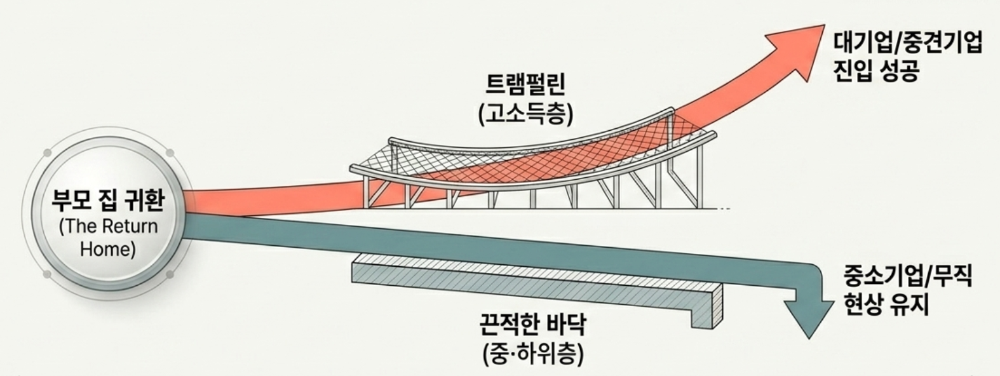 부모 집 귀환
(The Return
Home)
트램펄린
(고소득층)
대기업/중견기업
진입 성공
끈적한 바닥
(중·하위층)
중소기업/무직
현상 유지